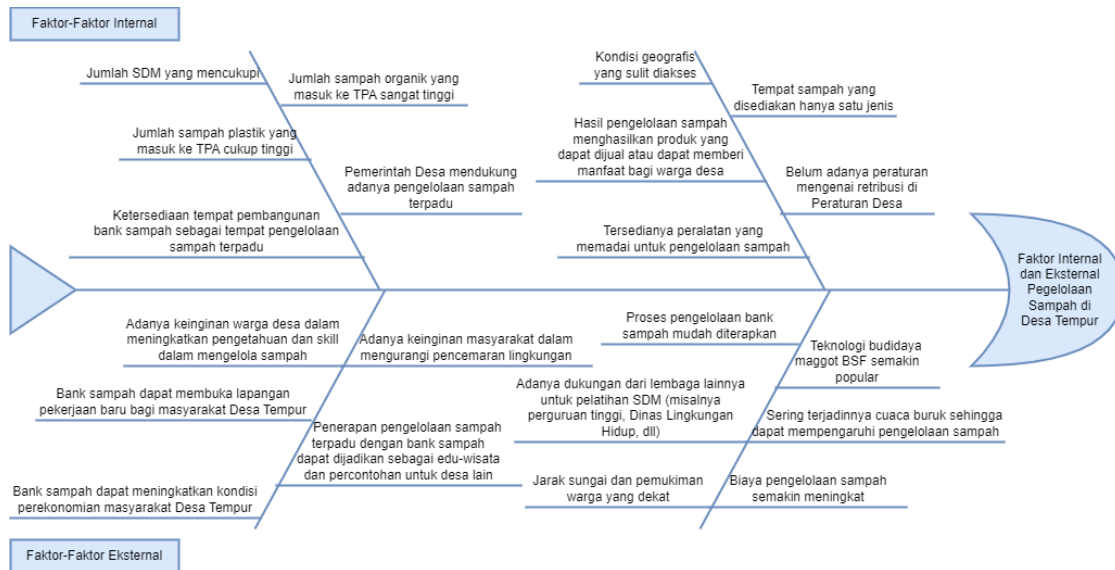 Faktor-Faktor Internal
Jumlah SDM yang mencukupi
Jumlah sampah organik yang
masuk ke TPA sangat tinggi
Jumlah sampah plastik yang
masuk ke TPA cukup tinggi
Pemerintah Desa mendukung
adanya pengelolaan sampah
terpadu
Ketersediaan tempat pembangunan
bank sampah sebagai tempat pengelolaan
sampah terpadu
Kondisi geografis
yang sulit diakses
Tempat sampah yang
disediakan hanya satu jenis
Hasil pengelolaan sampah
menghasilkan produk yang
dapat dijual atau dapat memberi
manfaat bagi warga desa
Belum adanya peraturan
mengenai retribusi di
Peraturan Desa
Tersedianya peralatan yang
memadai untuk pengelolaan sampah
Faktor Internal
dan Eksternal
Pegelolaan
Sampah di
Desa Tempur
Adanya keinginan warga desa dalam
meningkatkan pengetahuan dan skill
dalam mengelola sampah
Adanya keinginan masyarakat dalam
mengurangi pencemaran lingkungan
Bank sampah dapat membuka lapangan
pekerjaan baru bagi masyarakat Desa Tempur
Penerapan pengelolaan sampah
terpadu dengan bank sampah
dapat dijadikan sebagai edu-wisata
dan percontohan untuk desa lain
Bank sampah dapat meningkatkan kondisi
perekonomian masyarakat Desa Tempur
Proses pengelolaan bank
sampah mudah diterapkan
Teknologi budidaya
maggot BSF semakin
popular
Adanya dukungan dari lembaga lainnya
untuk pelatihan SDM (misalnya
perguruan tinggi, Dinas Lingkungan
Hidup, dll)
Sering terjadinnya cuaca buruk sehingga
dapat mempengaruhi pengelolaan sampah
Jarak sungai dan pemukiman
warga yang dekat
Biaya pengelolaan sampah
semakin meningkat
Faktor-Faktor Eksternal